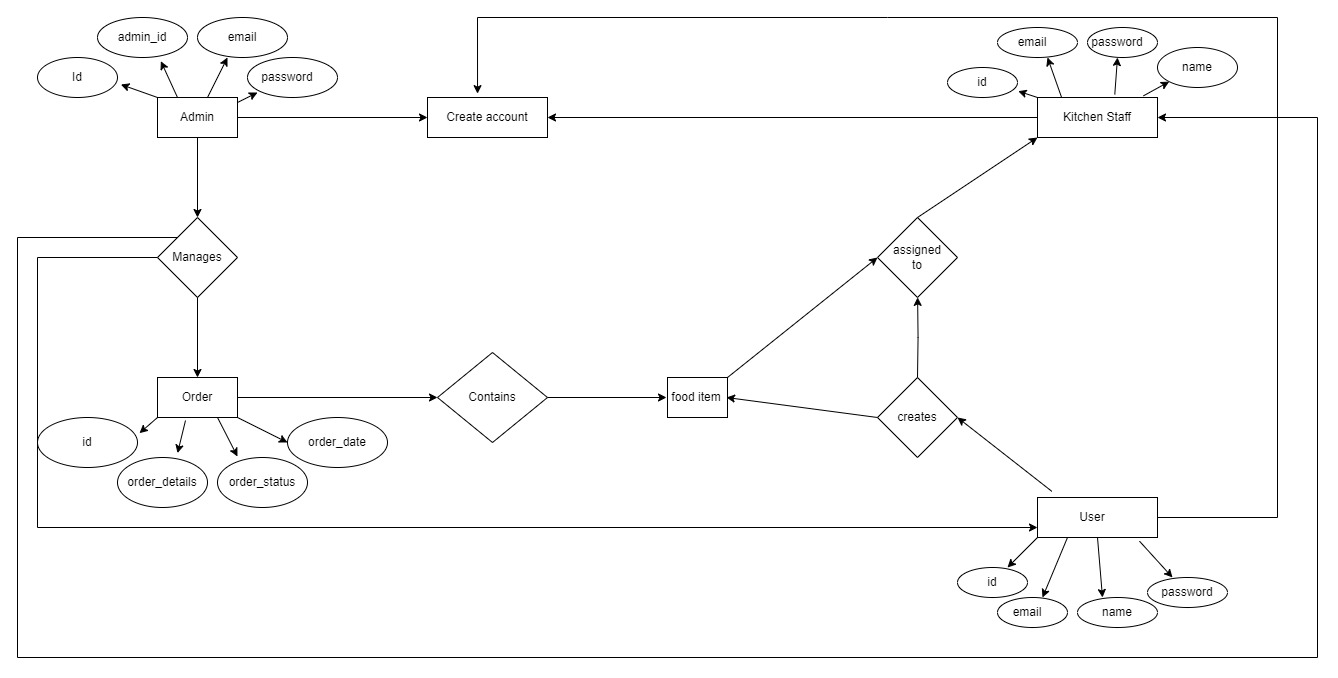 admin_id
email
Id
password
Admin
Create account
email
password
name
id
Kitchen Staff
Manages
assigned
to
Order
Contains
food item
creates
id
order_date
order_details
order_status
User
id
email
name
password